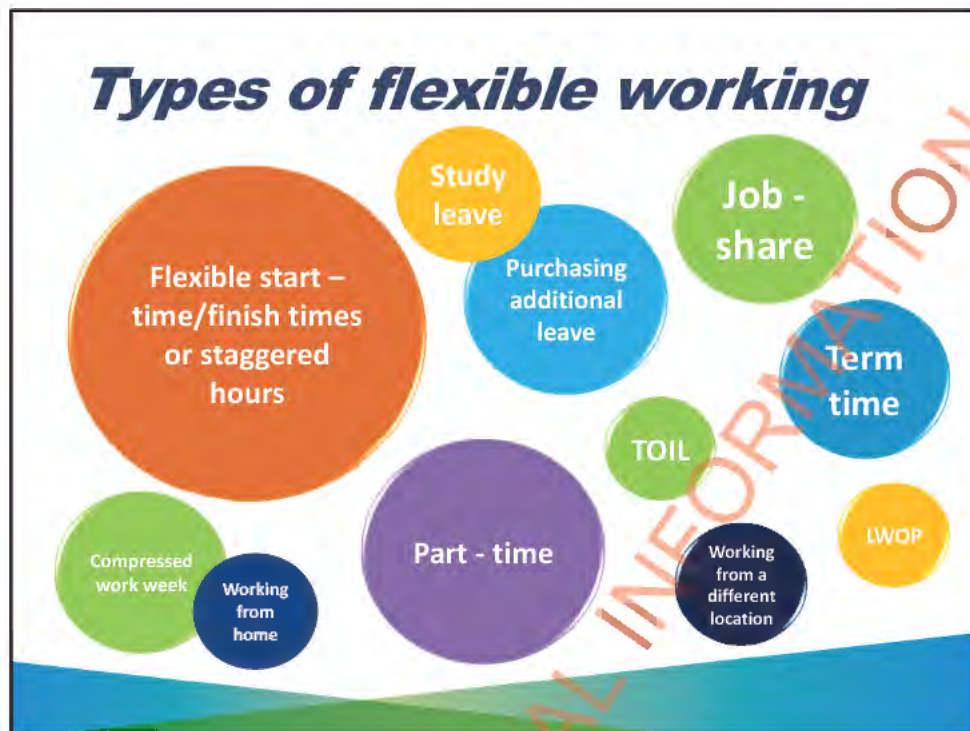 Types of flexible working
Study
leave
Job -
share
Flexible start –
time/finish times
or staggered
hours
Purchasing
additional
leave
Term
time
TOIL
LWOP
Compressed
work week
Working
from
home
Part - time
Working
from a
different
location
AL INFORMATION